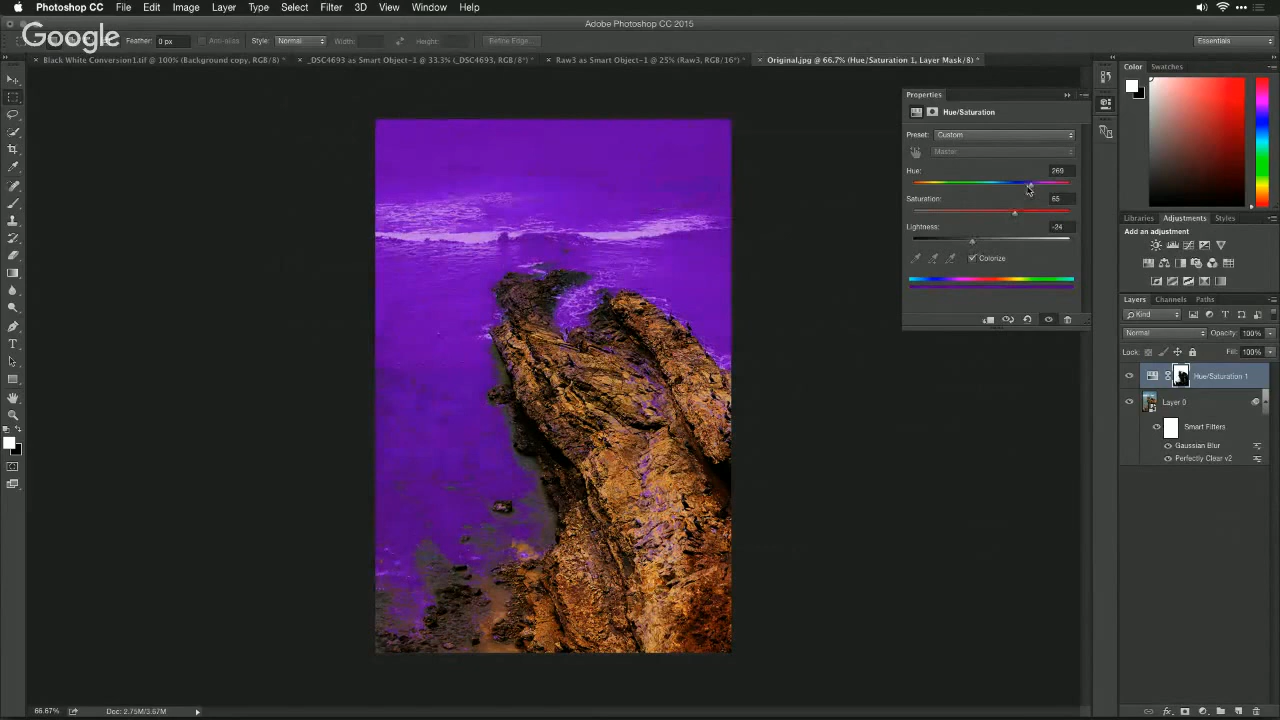 Photoshop CC File Edit Image Layer Type Select Filter 3D View Window Help
Adobe Photoshop CC 2015
Google
Feather: 0 px Anti-alias Style: Normal Width: Height: Refine Edge... Essentials
Black White Conversion1.tif @ 100% (Background copy, RGB/8) * _DSC4693 as Smart Object-1 @ 33.3% (_DSC4693, RGB/8*) * Raw3 as Smart Object-1 @ 25% (Raw3, RGB/16*) * Original.jpg @ 66.7% (Hue/Saturation 1, Layer Mask/8) *
Properties
Hue/Saturation
Preset: Custom
Master
Hue: 269
Saturation: 65
Lightness: -24
Colorize
Color Swatches
Libraries Adjustments Styles
Add an adjustment
Layers Channels Paths
Kind
Normal Opacity: 100%
Lock: Fill: 100%
Hue/Saturation 1
Layer 0
Smart Filters
Gaussian Blur
Perfectly Clear v2
66.67% Doc: 2.75M/3.67M